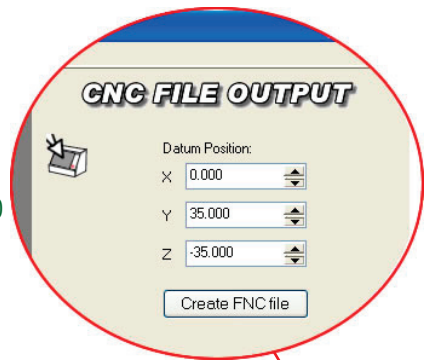 CNC FILE OUTPUT
Datum Position:
X 0.000
Y 35.000
Z -35.000
Create FNC file